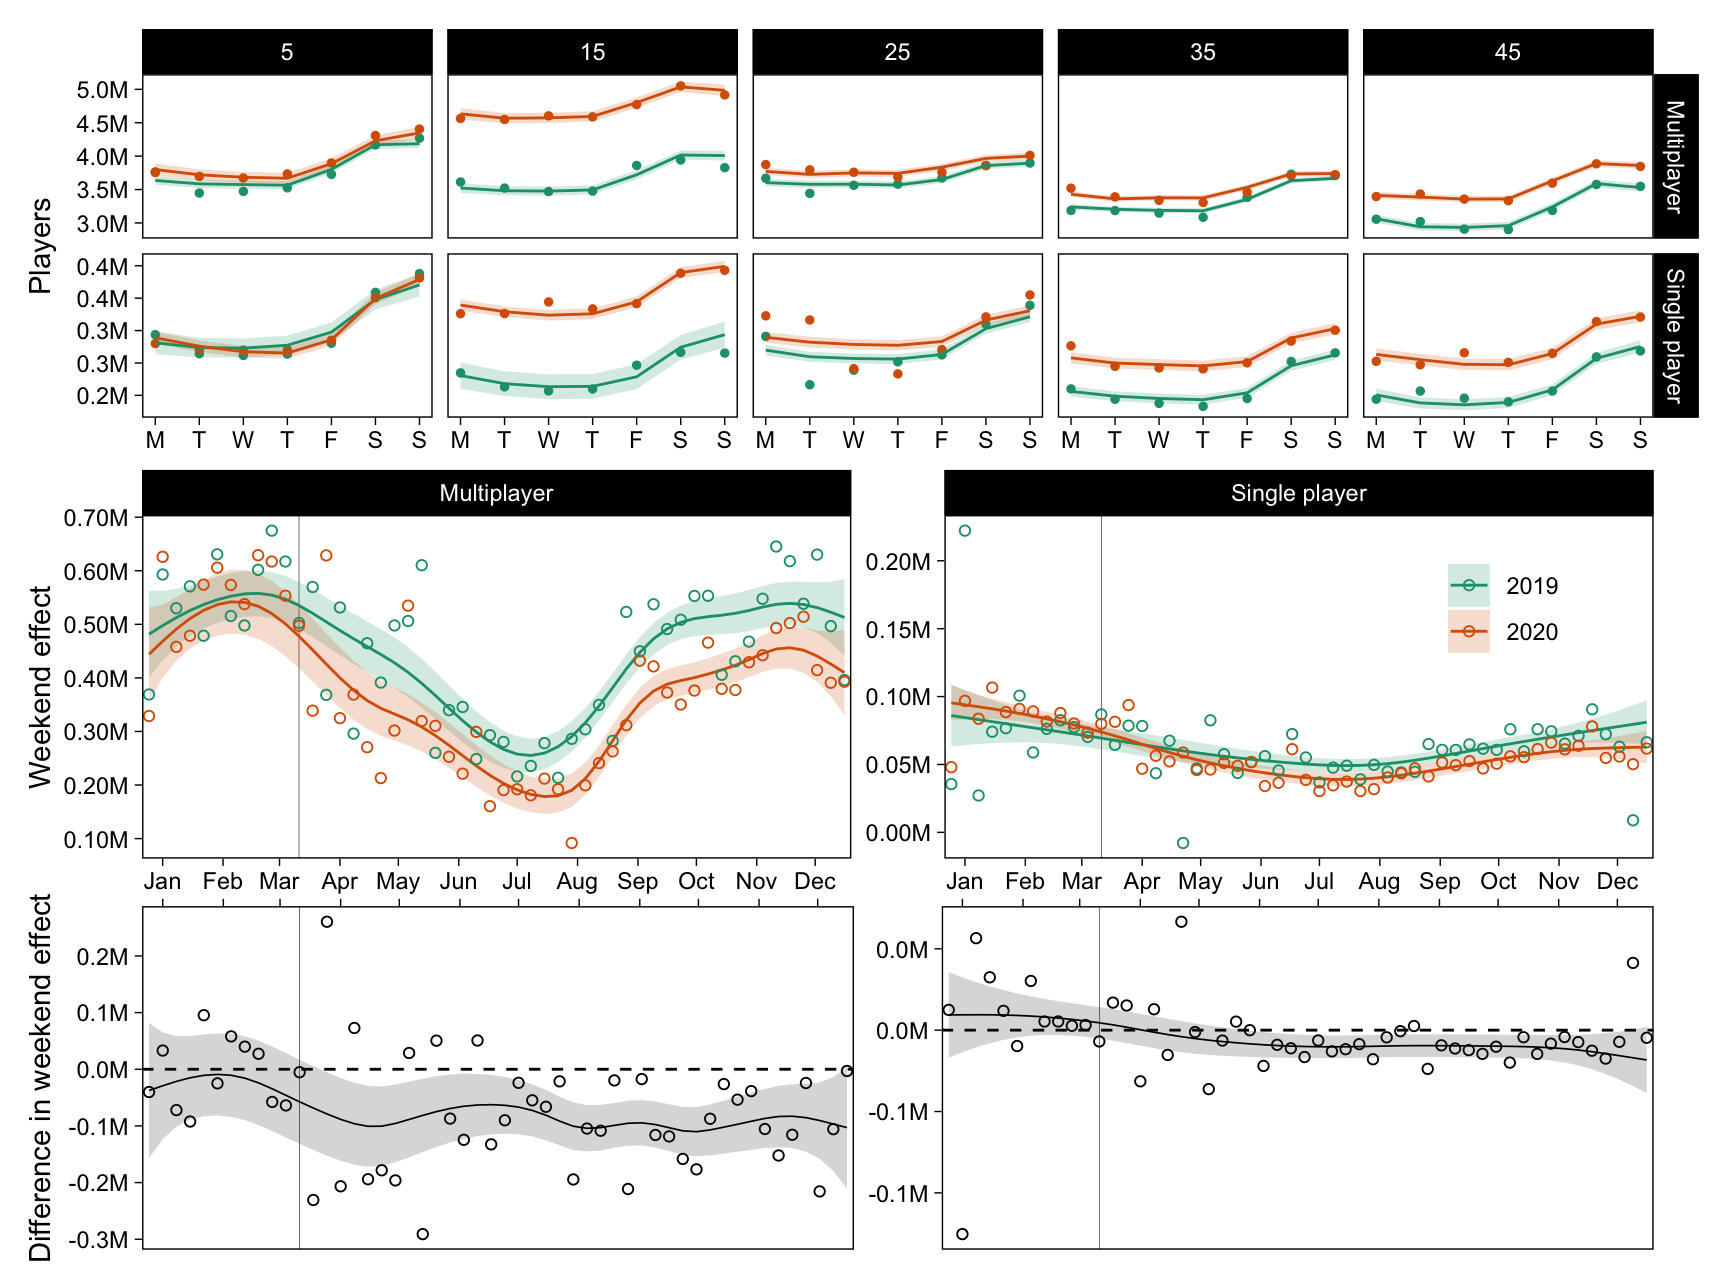 5 15 25 35 45
Players
5.0M
4.5M
4.0M
3.5M
3.0M
Multiplayer
0.4M
0.4M
0.3M
0.3M
0.2M
Single player
M T W T F S S M T W T F S S M T W T F S S M T W T F S S M T W T F S S
Multiplayer
Single player
Weekend effect
0.70M
0.60M
0.50M
0.40M
0.30M
0.20M
0.10M
0.20M
0.15M
0.10M
0.05M
0.00M
2019
2020
Jan Feb Mar Apr May Jun Jul Aug Sep Oct Nov Dec
Jan Feb Mar Apr May Jun Jul Aug Sep Oct Nov Dec
Difference in weekend effect
0.2M
0.1M
0.0M
-0.1M
-0.2M
-0.3M
0.0M
0.0M
-0.1M
-0.1M